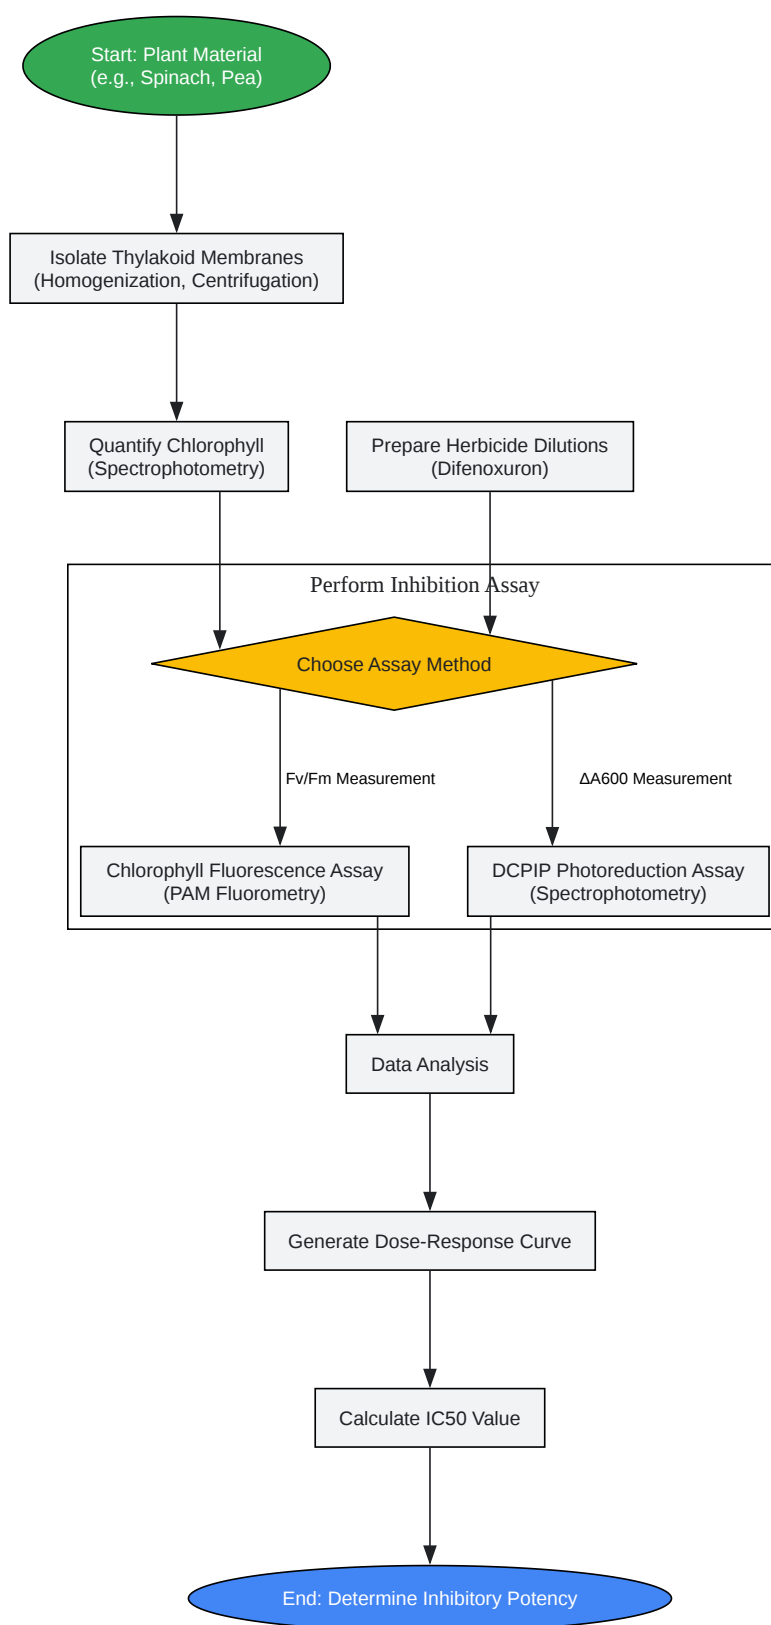 Start: Plant Material
(e.g., Spinach, Pea)
Isolate Thylakoid Membranes
(Homogenization, Centrifugation)
Quantify Chlorophyll
(Spectrophotometry)
Prepare Herbicide Dilutions
(Difenoxuron)
Perform Inhibition Assay
Choose Assay Method
Fv/Fm Measurement
ΔA600 Measurement
Chlorophyll Fluorescence Assay
(PAM Fluorometry)
DCPIP Photoreduction Assay
(Spectrophotometry)
Data Analysis
Generate Dose-Response Curve
Calculate IC50 Value
End: Determine Inhibitory Potency